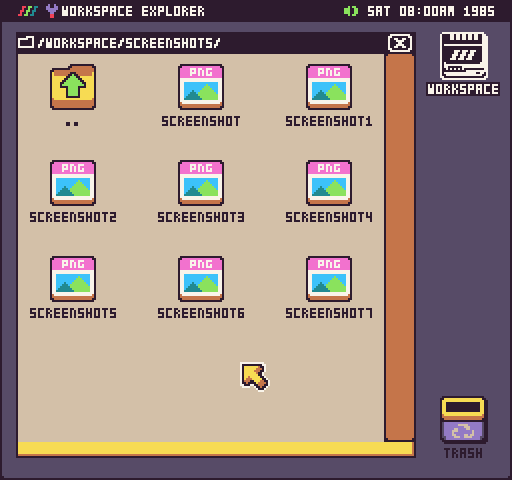 WORKSPACE EXPLORER
SAT 08:00AM 1985
/WORKSPACE/SCREENSHOTS/
WORKSPACE
..
PNG
SCREENSHOT
PNG
SCREENSHOT1
PNG
SCREENSHOT2
PNG
SCREENSHOT3
PNG
SCREENSHOT4
PNG
SCREENSHOT5
PNG
SCREENSHOT6
PNG
SCREENSHOT7
TRASH